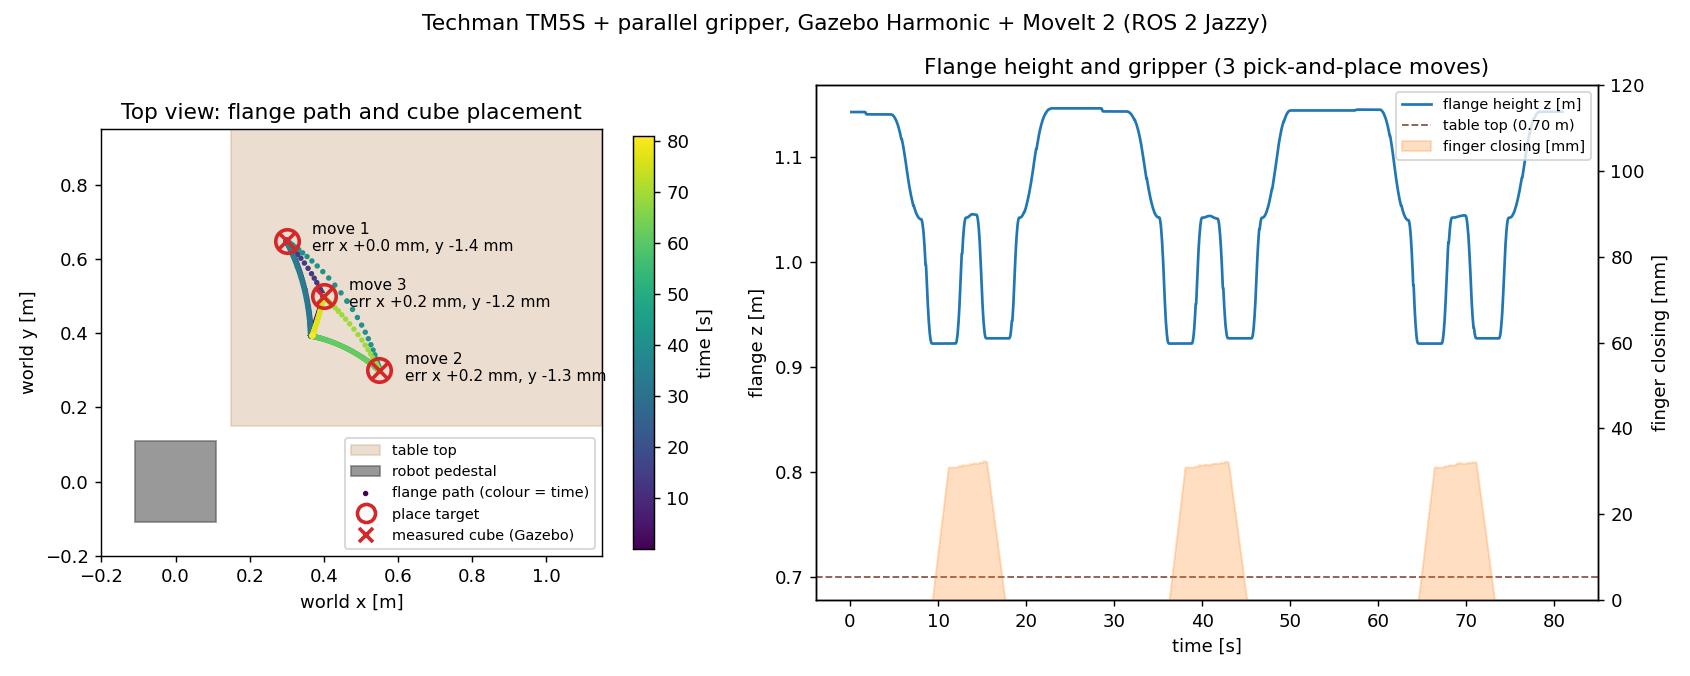 Techman TM5S + parallel gripper, Gazebo Harmonic + MoveIt 2 (ROS 2 Jazzy)
Top view: flange path and cube placement
world y [m]
0.8
0.6
0.4
0.2
0.0
−0.2
move 1
err x +0.0 mm, y -1.4 mm
move 3
err x +0.2 mm, y -1.2 mm
move 2
err x +0.2 mm, y -1.3 mm
table top
robot pedestal
flange path (colour = time)
place target
measured cube (Gazebo)
−0.2 0.0 0.2 0.4 0.6 0.8 1.0
world x [m]
80
70
60
50
40
30
20
10
time [s]
Flange height and gripper (3 pick-and-place moves)
flange z [m]
1.1
1.0
0.9
0.8
0.7
flange height z [m]
table top (0.70 m)
finger closing [mm]
120
100
80
60
40
20
0
finger closing [mm]
0 10 20 30 40 50 60 70 80
time [s]